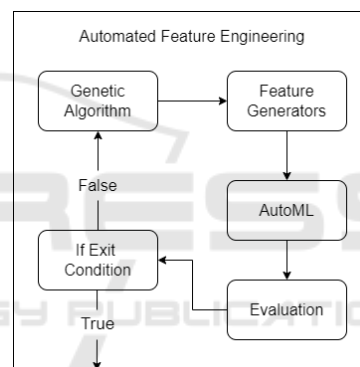 Automated Feature Engineering
Genetic
Algorithm
Feature
Generators
False
AutoML
If Exit
Condition
Evaluation
True